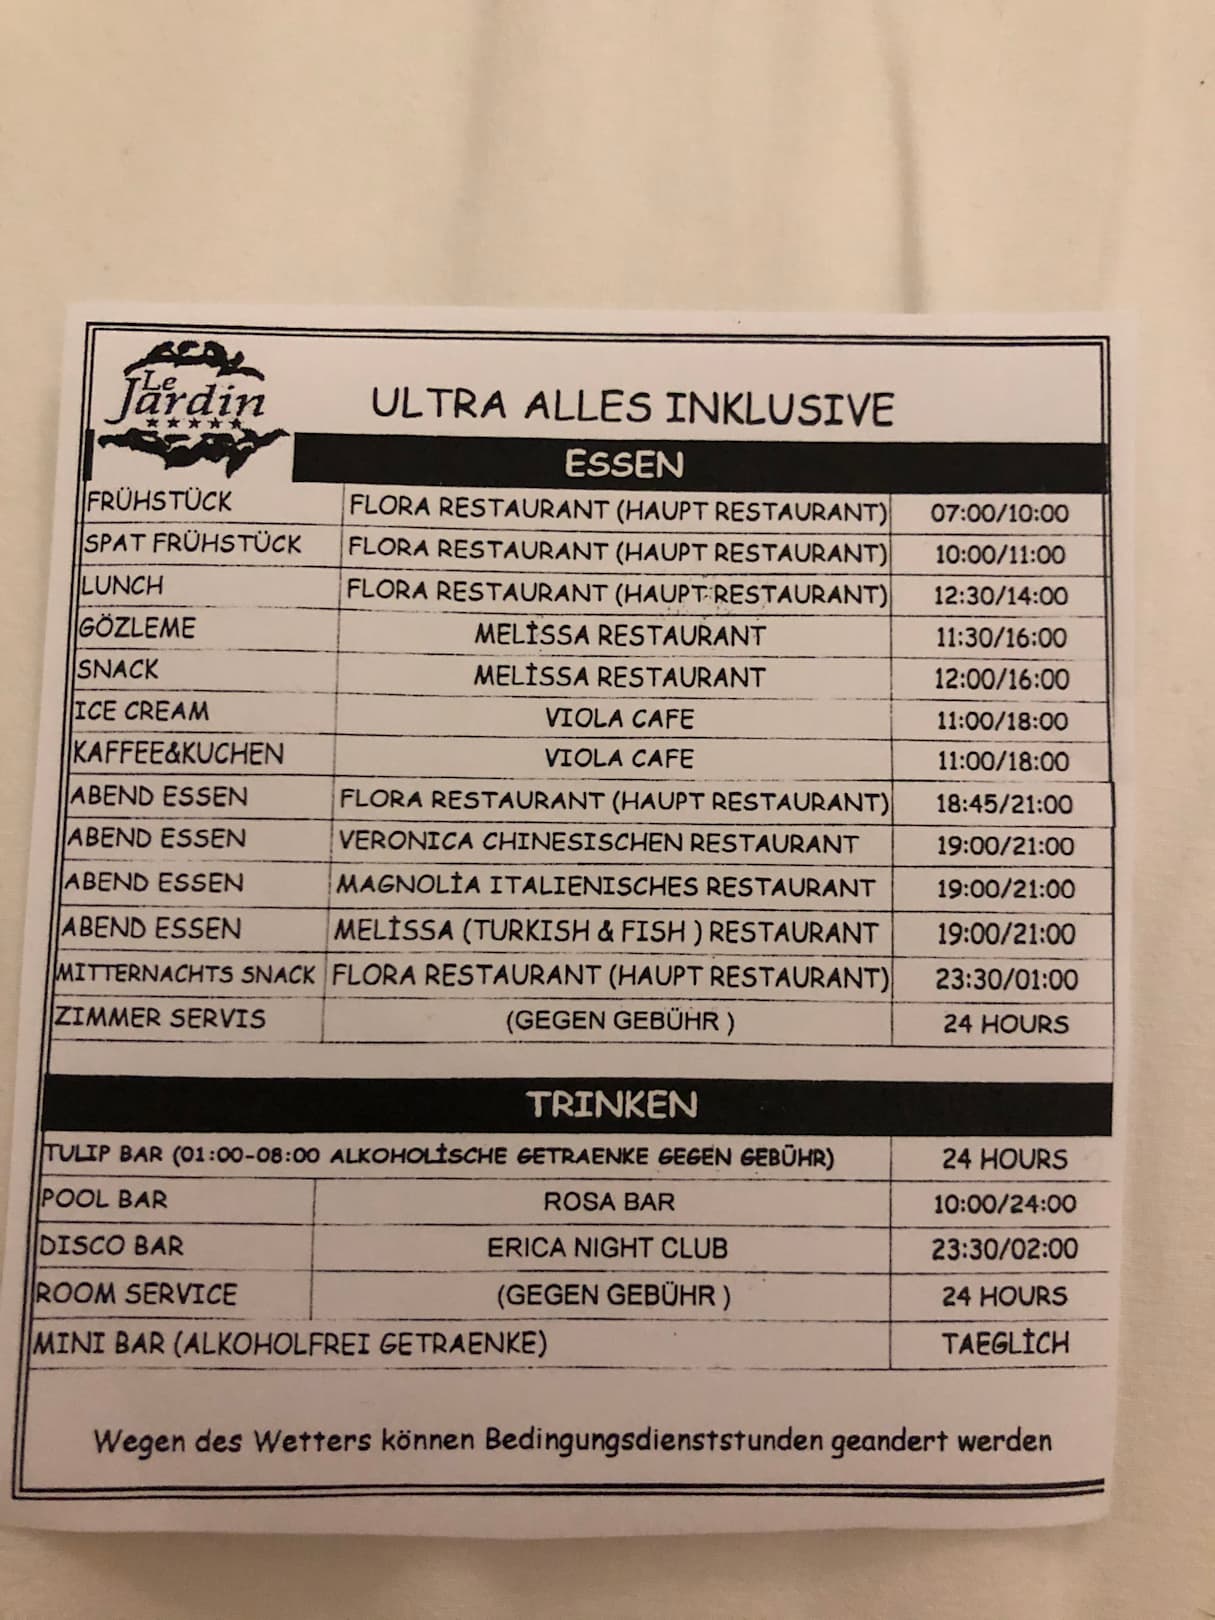 Le
Jardin
★★★★★
ULTRA ALLES INKLUSIVE
ESSEN
FRÜHSTÜCK FLORA RESTAURANT (HAUPT RESTAURANT) 07:00/10:00
SPAT FRÜHSTÜCK FLORA RESTAURANT (HAUPT RESTAURANT) 10:00/11:00
LUNCH FLORA RESTAURANT (HAUPT RESTAURANT) 12:30/14:00
GÖZLEME MELİSSA RESTAURANT 11:30/16:00
SNACK MELİSSA RESTAURANT 12:00/16:00
ICE CREAM VIOLA CAFE 11:00/18:00
KAFFEE&KUCHEN VIOLA CAFE 11:00/18:00
ABEND ESSEN FLORA RESTAURANT (HAUPT RESTAURANT) 18:45/21:00
ABEND ESSEN VERONICA CHINESISCHEN RESTAURANT 19:00/21:00
ABEND ESSEN MAGNOLİA ITALIENISCHES RESTAURANT 19:00/21:00
ABEND ESSEN MELİSSA (TURKISH & FISH ) RESTAURANT 19:00/21:00
MITTERNACHTS SNACK FLORA RESTAURANT (HAUPT RESTAURANT) 23:30/01:00
ZIMMER SERVIS (GEGEN GEBÜHR ) 24 HOURS
TRINKEN
TULIP BAR (01:00-08:00 ALKOHOLİSCHE GETRAENKE GEGEN GEBÜHR) 24 HOURS
POOL BAR ROSA BAR 10:00/24:00
DISCO BAR ERICA NIGHT CLUB 23:30/02:00
ROOM SERVICE (GEGEN GEBÜHR ) 24 HOURS
MINI BAR (ALKOHOLFREI GETRAENKE) TAEGLİCH
Wegen des Wetters können Bedingungsdienststunden geandert werden